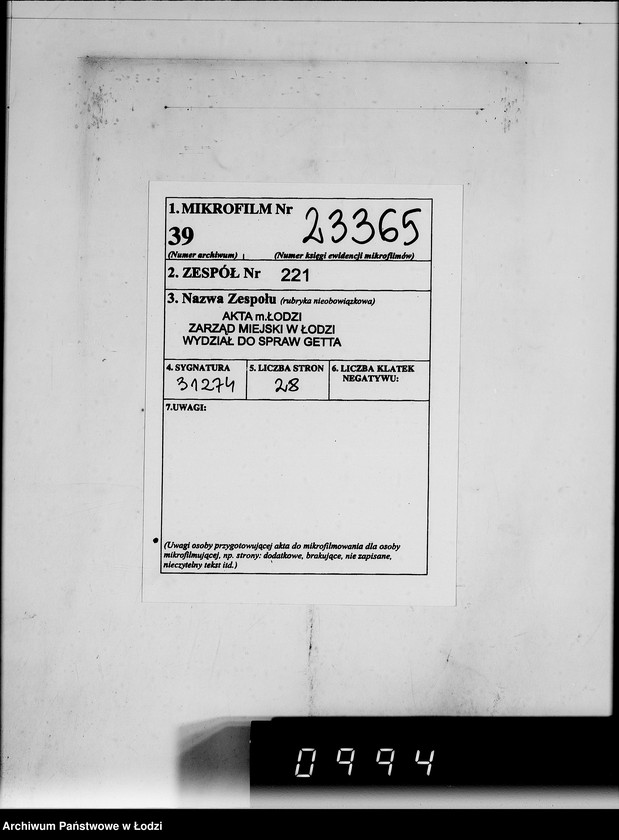 1. MIKROFILM Nr 23365
39
(Numer archiwum) (Numer księgi ewidencji mikrofilmów)
2. ZESPÓŁ Nr 221
3. Nazwa Zespołu (rubryka nieobowiązkowa)
AKTA m.ŁODZI
ZARZĄD MIEJSKI W ŁODZI
WYDZIAŁ DO SPRAW GETTA
4. SYGNATURA 5. LICZBA STRON 6. LICZBA KLATEK
NEGATYWU:
31274 28
7.UWAGI:
(Uwagi osoby przygotowującej akta do mikrofilmowania dla osoby
mikrofilmującej, np. strony: dodatkowe, brakujące, nie zapisane,
nieczytelny tekst itd.)
0994
Archiwum Państwowe w Łodzi